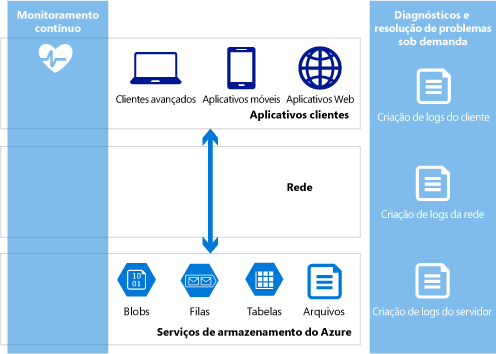 Monitoramento
contínuo
Diagnósticos e
resolução de problemas
sob demanda
Clientes avançados
Aplicativos móveis
Aplicativos Web
Aplicativos clientes
Criação de logs do cliente
Rede
Criação de logs da rede
10
01
Blobs
Filas
Tabelas
Arquivos
Serviços de armazenamento do Azure
Criação de logs do servidor